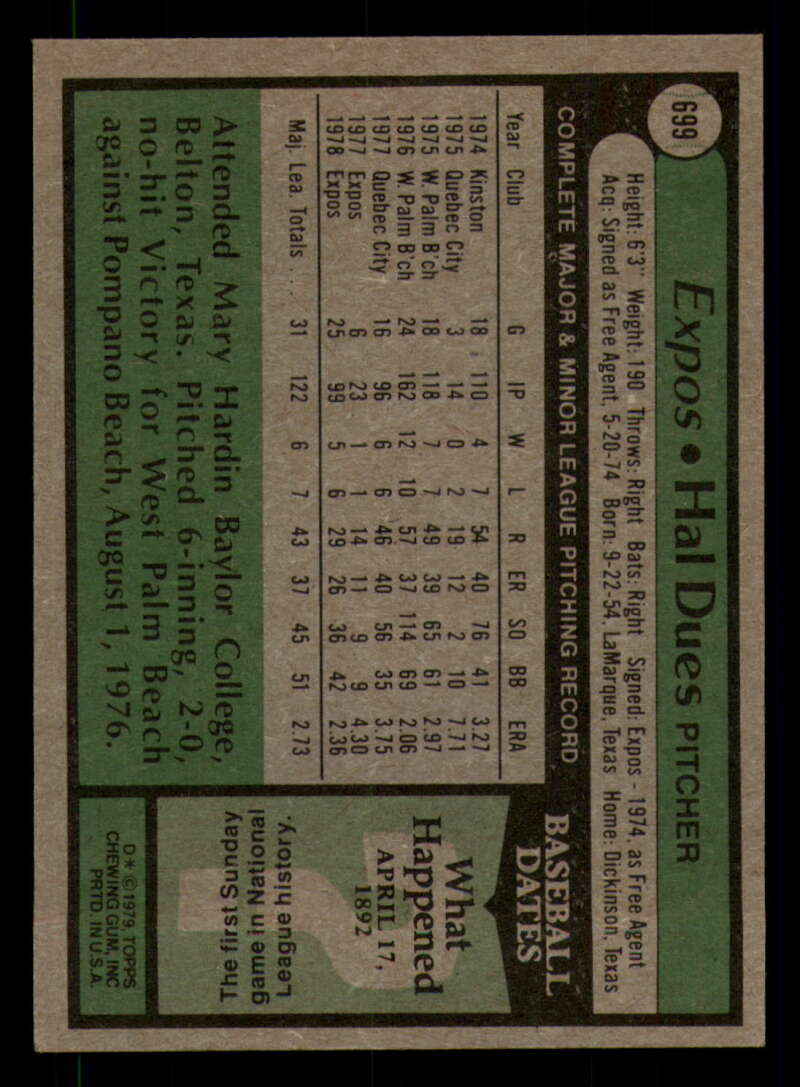 699
Expos • Hal Dues PITCHER
Height: 6'3" Weight: 190 Throws: Right Bats: Right Signed: Expos - 1974, as Free Agent
Acq: Signed as Free Agent, 5-20-74 Born: 9-22-54, LaMarque, Texas Home: Dickinson, Texas
COMPLETE MAJOR & MINOR LEAGUE PITCHING RECORD
Year Club G IP W L R ER SO BB ERA
1974 Kinston 18 110 4 7 54 40 76 41 3.27
1975 Quebec City 3 14 0 2 19 12 2 10 7.71
1975 W. Palm B'ch 18 118 7 7 49 39 65 61 2.97
1976 W. Palm B'ch 24 162 12 10 57 37 114 69 2.06
1977 Quebec City 16 96 6 6 46 40 56 35 3.75
1977 Expos 6 23 1 1 14 11 9 9 4.30
1978 Expos 25 99 5 6 29 26 36 42 2.36
Maj. Lea. Totals . . . 31 122 6 7 43 37 45 51 2.73
Attended Mary Hardin Baylor College,
Belton, Texas. Pitched 6-inning, 2-0,
no-hit Victory for West Palm Beach
against Pompano Beach, August 1, 1976.
BASEBALL
DATES
What
Happened
APRIL 17,
1892
The first Sunday
game in National
League history.
D* © 1979, TOPPS
CHEWING GUM, INC
PRTD. IN U.S.A.